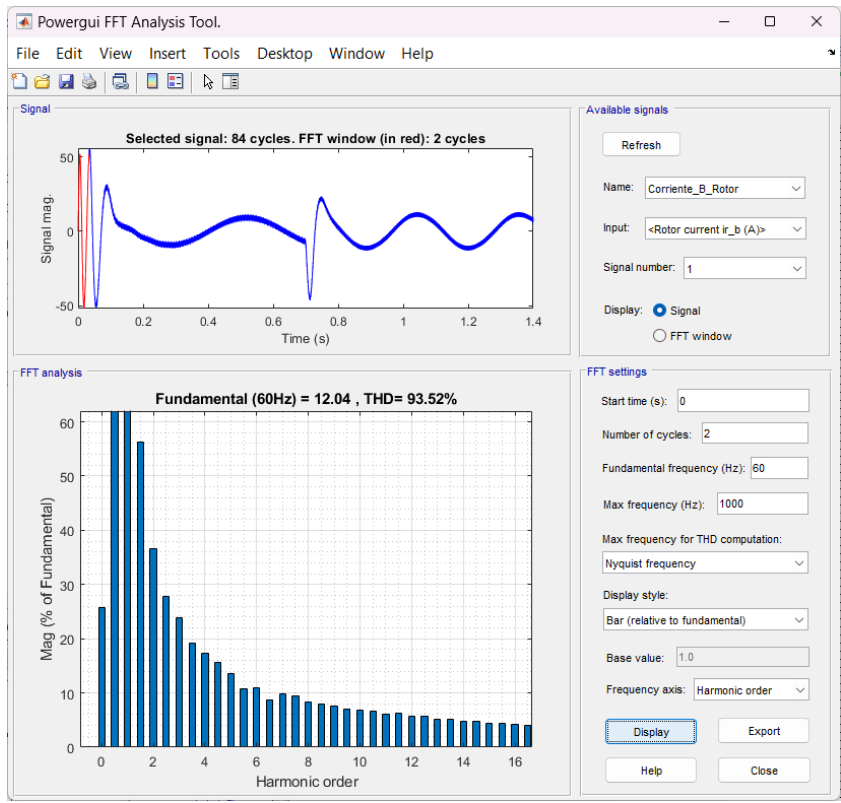 Powergui FFT Analysis Tool.
File Edit View Insert Tools Desktop Window Help
Signal
Selected signal: 84 cycles. FFT window (in red): 2 cycles
50
0
-50
Signal mag.
0 0.2 0.4 0.6 0.8 1 1.2 1.4
Time (s)
Available signals
Refresh
Name: Corriente_B_Rotor
Input: <Rotor current ir_b (A)>
Signal number: 1
Display: Signal
FFT window
FFT analysis
Fundamental (60Hz) = 12.04 , THD= 93.52%
60
50
40
30
20
10
0
Mag (% of Fundamental)
0 2 4 6 8 10 12 14 16
Harmonic order
FFT settings
Start time (s): 0
Number of cycles: 2
Fundamental frequency (Hz): 60
Max frequency (Hz): 1000
Max frequency for THD computation:
Nyquist frequency
Display style:
Bar (relative to fundamental)
Base value: 1.0
Frequency axis: Harmonic order
Display Export
Help Close